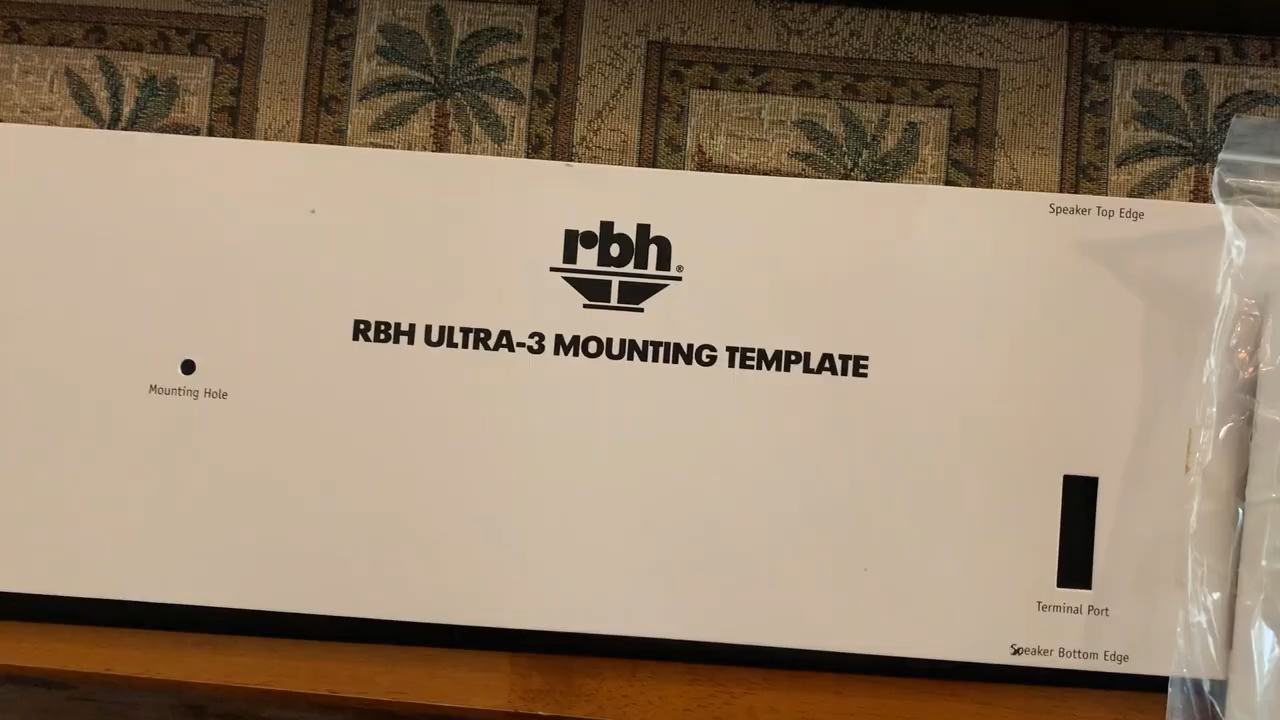 Speaker Top Edge
rbh®
RBH ULTRA-3 MOUNTING TEMPLATE
Mounting Hole
Terminal Port
Speaker Bottom Edge